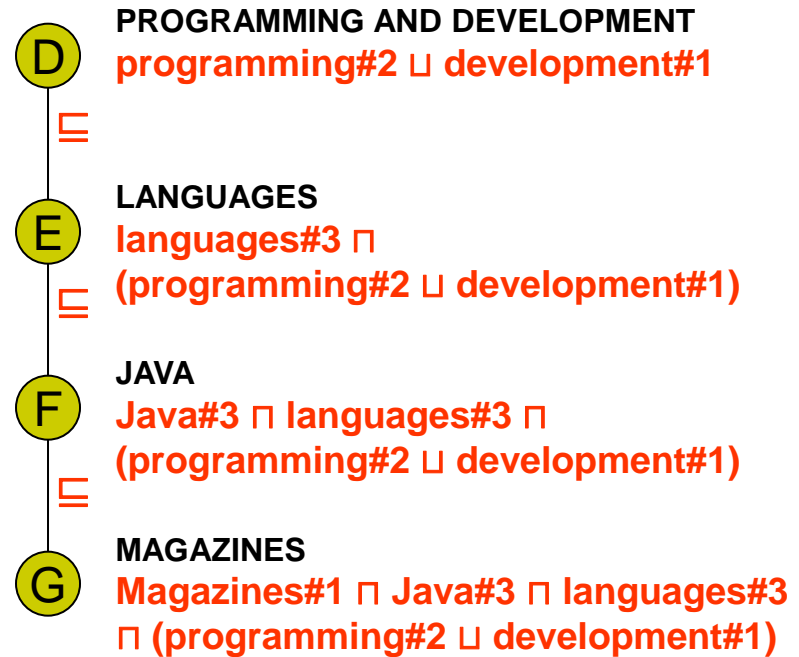 D
PROGRAMMING AND DEVELOPMENT
programming#2 ⊔ development#1
⊑
E
LANGUAGES
languages#3 ⊓
(programming#2 ⊔ development#1)
⊑
F
JAVA
Java#3 ⊓ languages#3 ⊓
(programming#2 ⊔ development#1)
⊑
G
MAGAZINES
Magazines#1 ⊓ Java#3 ⊓ languages#3
⊓ (programming#2 ⊔ development#1)